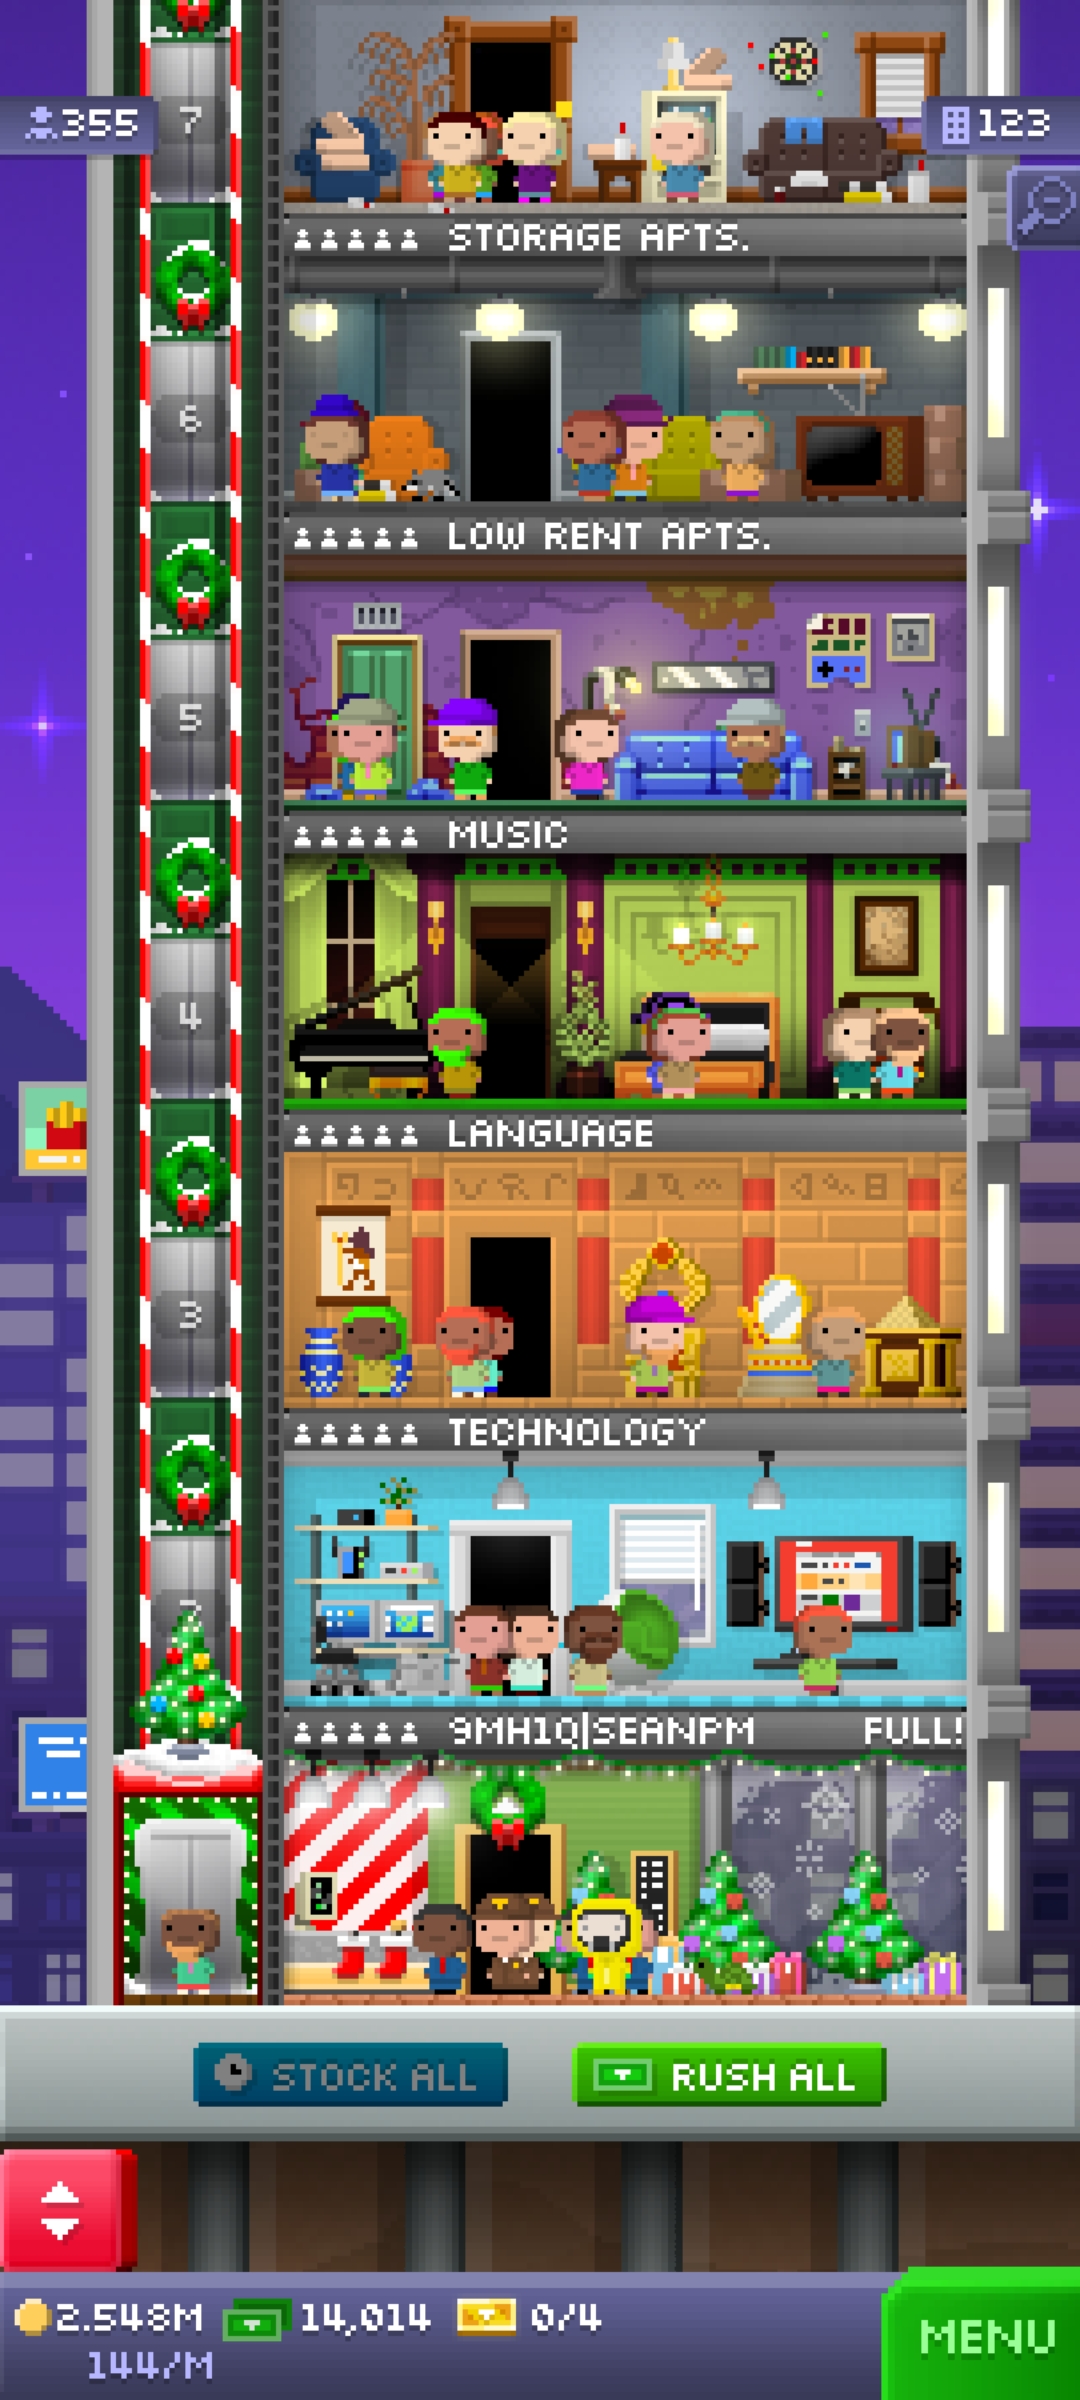 7
355
123
STORAGE APTS.
6
LOW RENT APTS.
5
MUSIC
4
LANGUAGE
3
TECHNOLOGY
9MH1Q|SEANPM FULL!
STOCK ALL
RUSH ALL
2.548M 14,014 0/4
144/M
MENU